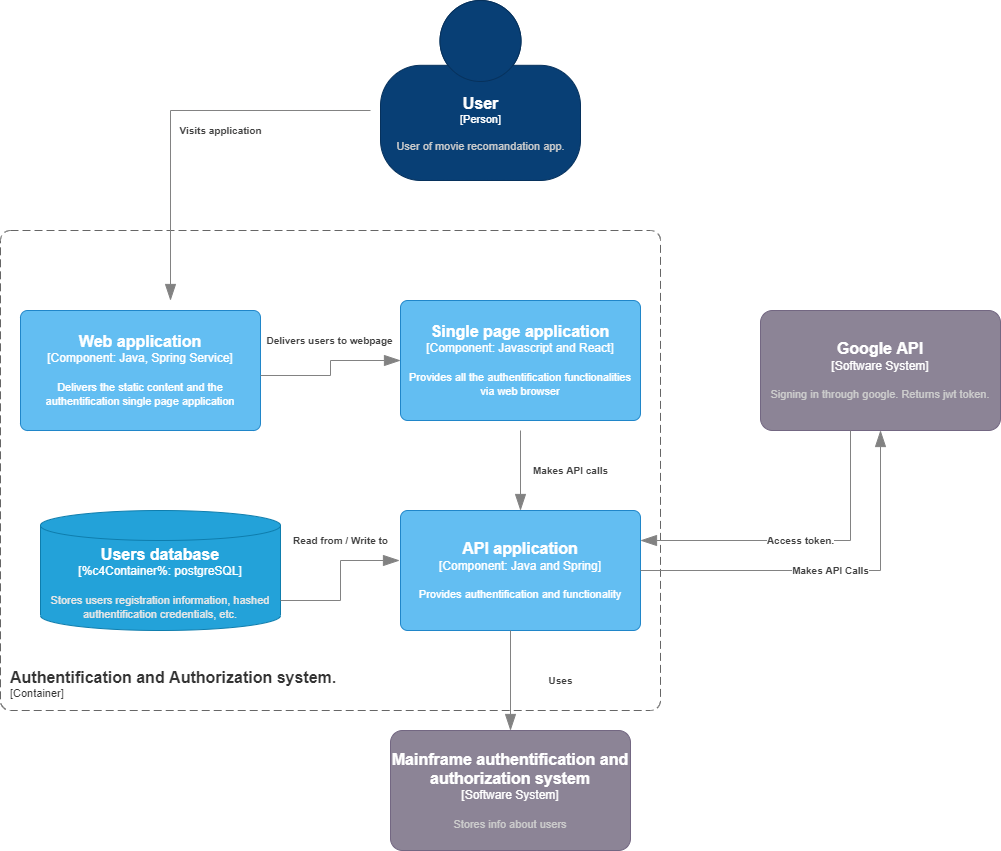 User
[Person]
User of movie recomandation app.
Visits application
Web application
[Component: Java, Spring Service]
Delivers the static content and the
authentification single page application
Delivers users to webpage
Single page application
[Component: Javascript and React]
Provides all the authentification functionalities
via web browser
Google API
[Software System]
Signing in through google. Returns jwt token.
Makes API calls
Users database
[%c4Container%: postgreSQL]
Stores users registration information, hashed
authentification credentials, etc.
Read from / Write to
API application
[Component: Java and Spring]
Provides authentification and functionality
Access token.
Makes API Calls
Authentification and Authorization system.
[Container]
Uses
Mainframe authentification and
authorization system
[Software System]
Stores info about users